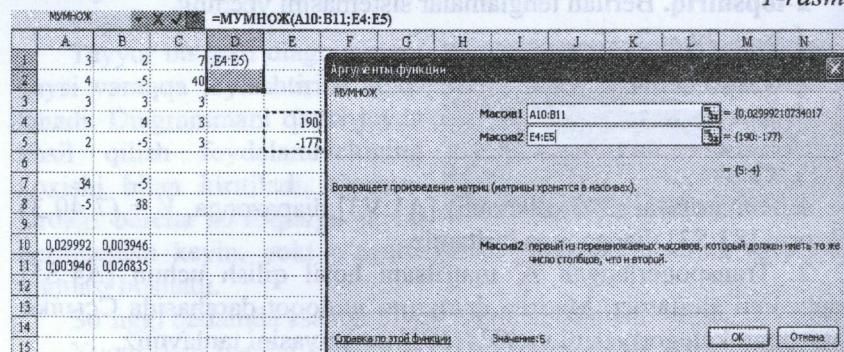 МУМНОЖ =МУМНОЖ(A10:B11;E4:E5)
A B C D E F G H I J K L M N
1 3 2 7 ;E4:E5)
2 4 -5 40
3 3 3 3
4 3 4 190
5 2 -5 3 -177
6
7 34 -5
8 -5 38
9
10 0,029992 0,003946
11 0,003946 0,026835
12
13
14
15
Аргументы функции
МУМНОЖ
Массив1 A10:B11 = {0,02999210734017
Массив2 E4:E5 = {190:-177}
= {5:-4}
Возвращает произведение матриц (матрицы хранятся в массивах).
Массив2 первый из перемножаемых массивов, который должен иметь то же
число столбцов, что и второй.
Справка по этой функции Значение:5 OK Отмена